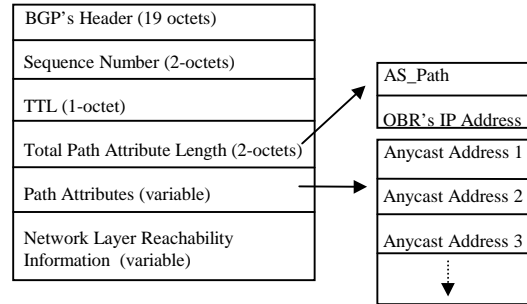 BGP's Header (19 octets)
Sequence Number (2-octets)
TTL (1-octet)
Total Path Attribute Length (2-octets)
Path Attributes (variable)
Network Layer Reachability
Information (variable)
AS_Path
OBR's IP Address
Anycast Address 1
Anycast Address 2
Anycast Address 3